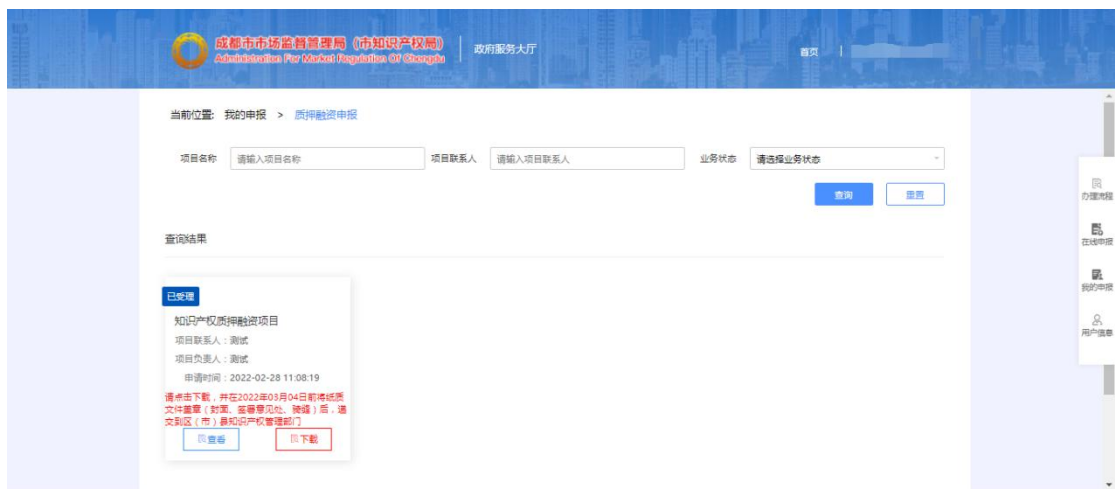 成都市市场监督管理局（市知识产权局）
Administration For Market Regulation Of Chengdu
政府服务大厅
首页
当前位置: 我的申报 > 质押融资申报
项目名称 请输入项目名称 项目联系人 请输入项目联系人 业务状态 请选择业务状态
查询 重置
查询结果
已受理
知识产权质押融资项目
项目联系人：测试
项目负责人：测试
申请时间：2022-02-28 11:08:19
请点击下载，并在2022年03月04日前将纸质
文件盖章（封面、签署意见处、骑缝）后，递
交到区（市）县知识产权管理部门
查看 下载
办理流程
在线申报
我的申报
用户信息